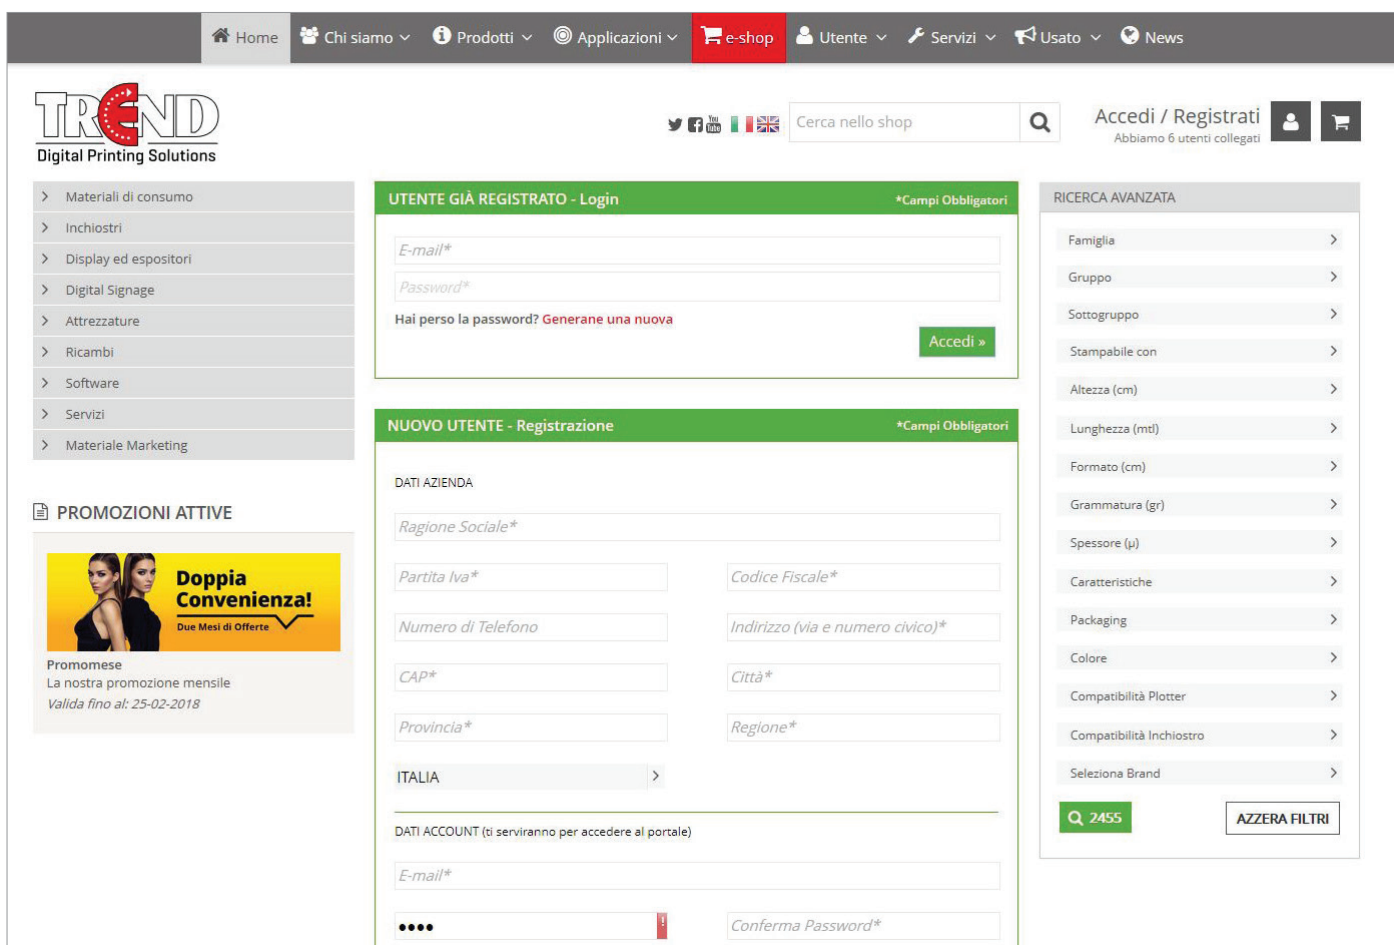 Home Chi siamo Prodotti Applicazioni e-shop Utente Servizi Usato News
TREND
Digital Printing Solutions
You
Tube
Cerca nello shop
Accedi / Registrati
Abbiamo 6 utenti collegati
Materiali di consumo
Inchiostri
Display ed espositori
Digital Signage
Attrezzature
Ricambi
Software
Servizi
Materiale Marketing
PROMOZIONI ATTIVE
Doppia
Convenienza!
Due Mesi di Offerte
Promomese
La nostra promozione mensile
Valida fino al: 25-02-2018
UTENTE GIÀ REGISTRATO - Login *Campi Obbligatori
E-mail*
Password*
Hai perso la password? Generane una nuova
Accedi »
NUOVO UTENTE - Registrazione *Campi Obbligatori
DATI AZIENDA
Ragione Sociale*
Partita Iva* Codice Fiscale*
Numero di Telefono Indirizzo (via e numero civico)*
CAP* Città*
Provincia* Regione*
ITALIA
DATI ACCOUNT (ti serviranno per accedere al portale)
E-mail*
•••• ! Conferma Password*
RICERCA AVANZATA
Famiglia
Gruppo
Sottogruppo
Stampabile con
Altezza (cm)
Lunghezza (mtl)
Formato (cm)
Grammatura (gr)
Spessore (µ)
Caratteristiche
Packaging
Colore
Compatibilità Plotter
Compatibilità Inchiostro
Seleziona Brand
2455 AZZERA FILTRI